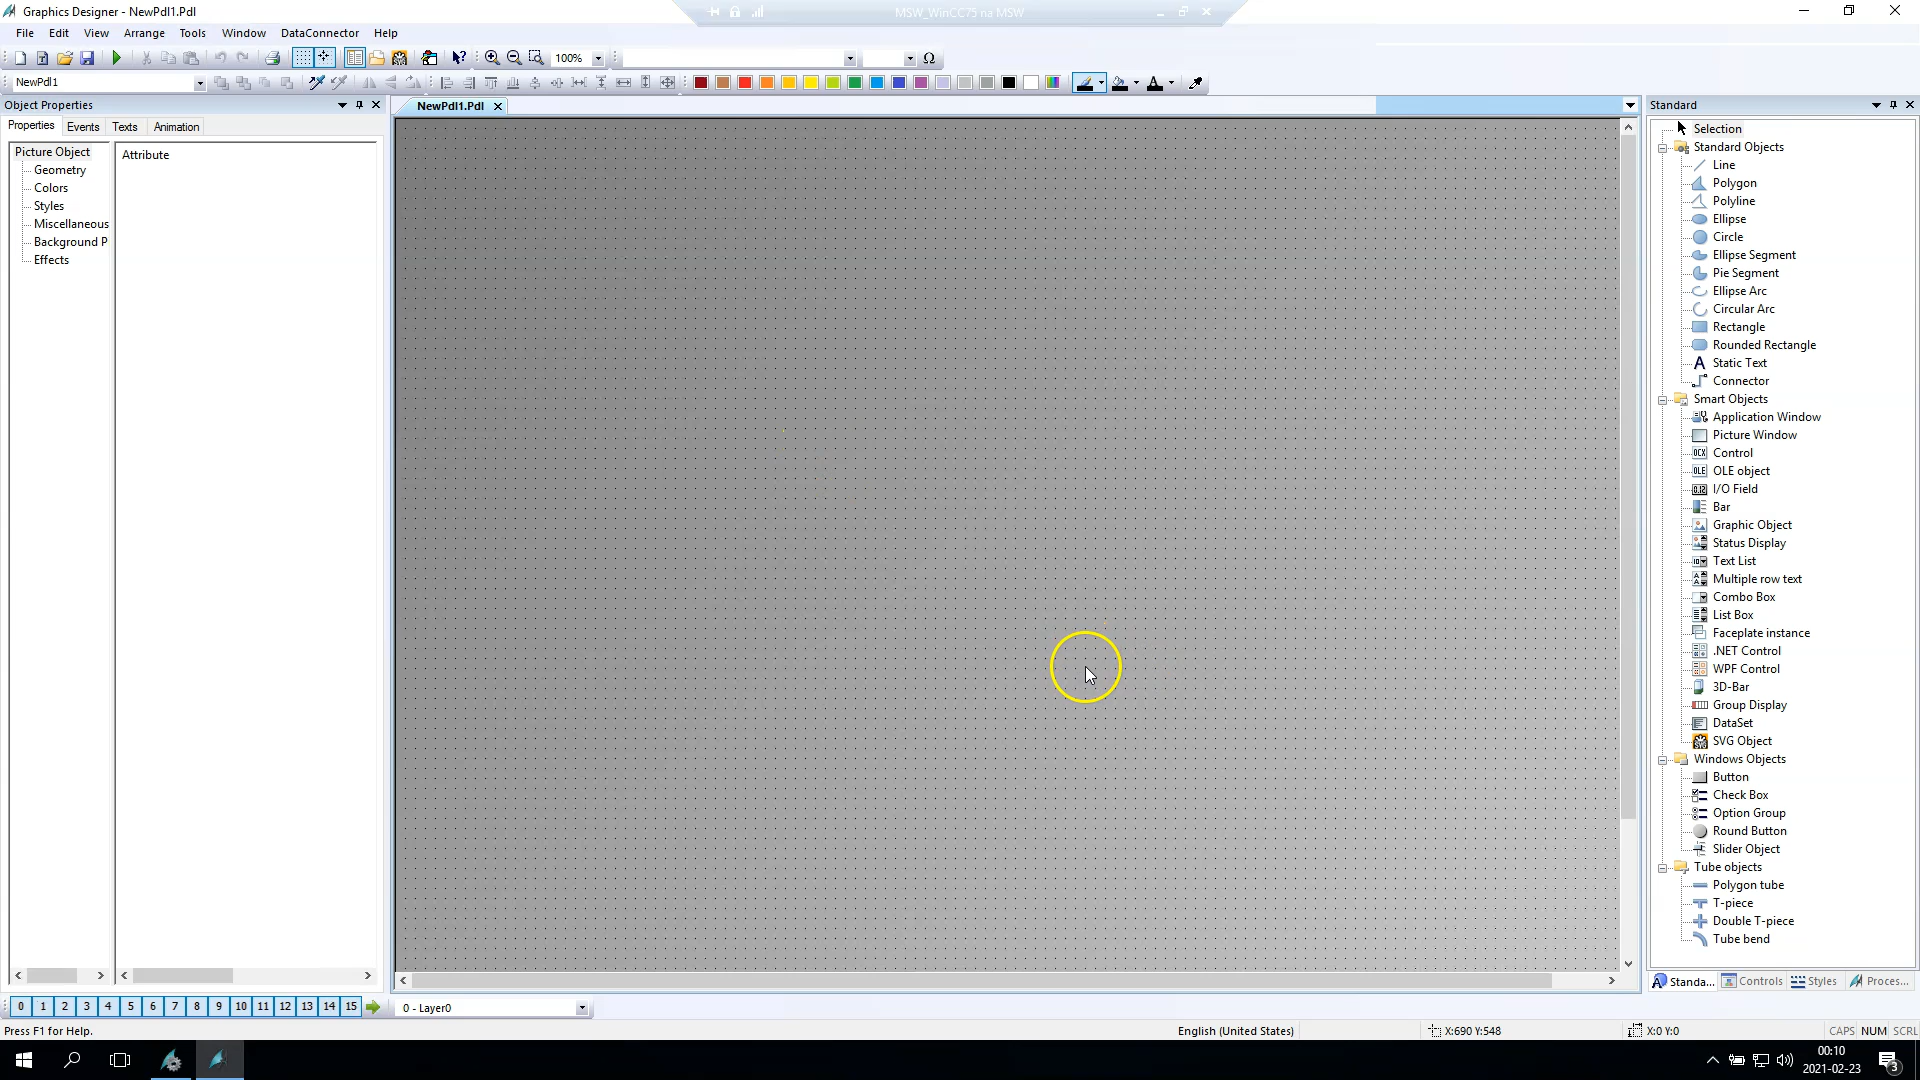 Graphics Designer - NewPdl1.Pdl
MSW_WinCC75 na MSW
File Edit View Arrange Tools Window DataConnector Help
100%
NewPdl1
Object Properties
Properties Events Texts Animation
Picture Object
Geometry
Colors
Styles
Miscellaneous
Background P
Effects
Attribute
NewPdl1.Pdl
Standard
Selection
Standard Objects
Line
Polygon
Polyline
Ellipse
Circle
Ellipse Segment
Pie Segment
Ellipse Arc
Circular Arc
Rectangle
Rounded Rectangle
Static Text
Connector
Smart Objects
Application Window
Picture Window
Control
OLE object
I/O Field
Bar
Graphic Object
Status Display
Text List
Multiple row text
Combo Box
List Box
Faceplate instance
.NET Control
WPF Control
3D-Bar
Group Display
DataSet
SVG Object
Windows Objects
Button
Check Box
Option Group
Round Button
Slider Object
Tube objects
Polygon tube
T-piece
Double T-piece
Tube bend
Standa... Controls Styles Proces...
0 1 2 3 4 5 6 7 8 9 10 11 12 13 14 15
0 - Layer0
Press F1 for Help.
English (United States)
X:690 Y:548
X:0 Y:0
CAPS NUM SCRL
00:10
2021-02-23
3